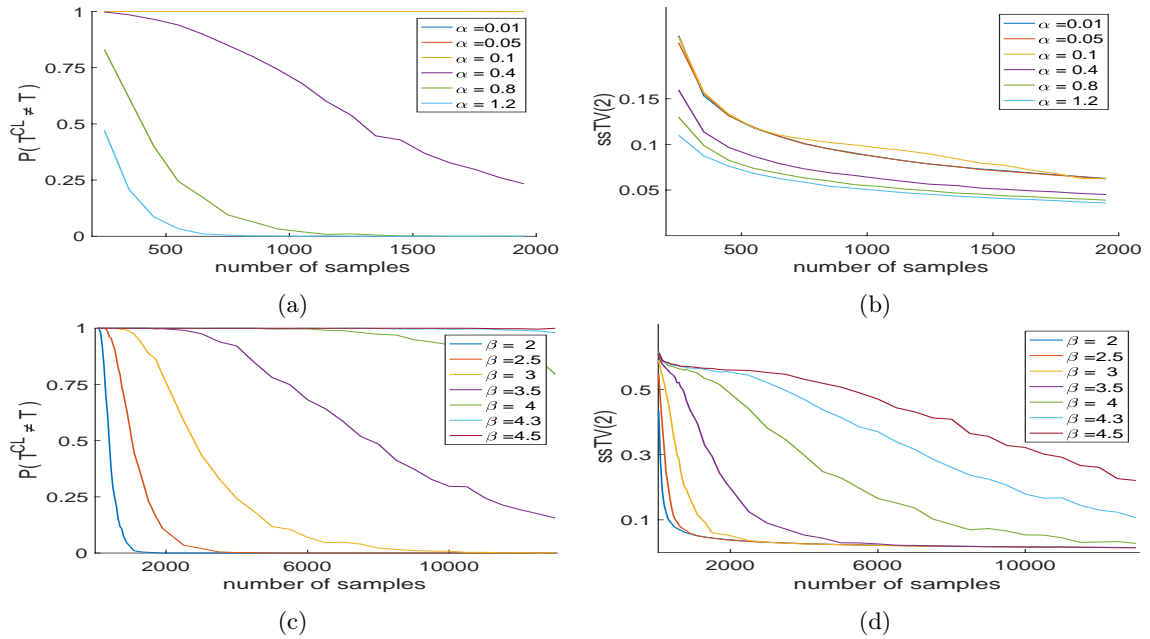 1
0.75
0.5
0.25
0
500
1000
1500
2000
P( T^CL ≠ T)
number of samples
α =0.01
α =0.05
α = 0.1
α = 0.4
α = 0.8
α = 1.2
(a)
0.15
0.1
0.05
500
1000
1500
2000
ssTV(2)
number of samples
α =0.01
α =0.05
α = 0.1
α = 0.4
α = 0.8
α = 1.2
(b)
1
0.75
0.5
0.25
0
2000
6000
10000
P( T^CL ≠ T)
number of samples
β = 2
β =2.5
β = 3
β =3.5
β = 4
β =4.3
β =4.5
(c)
0.5
0.3
0.1
2000
6000
10000
ssTV(2)
number of samples
β = 2
β =2.5
β = 3
β =3.5
β = 4
β =4.3
β =4.5
(d)